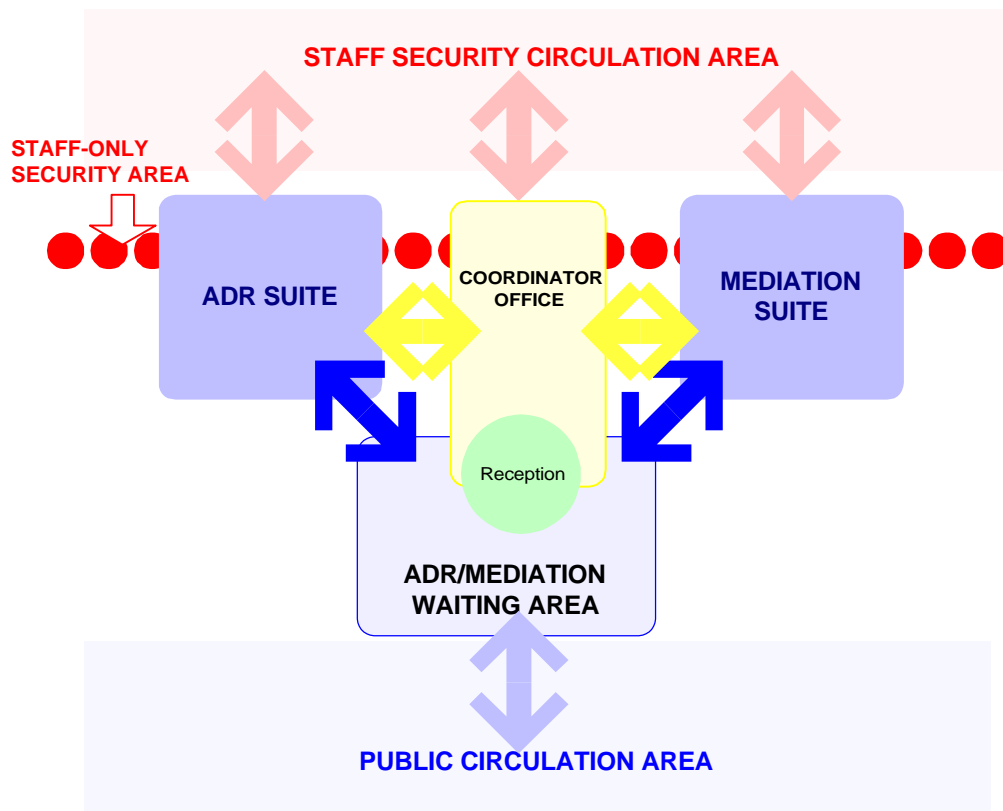 STAFF SECURITY CIRCULATION AREA
STAFF-ONLY
SECURITY AREA
ADR SUITE
COORDINATOR
OFFICE
MEDIATION
SUITE
Reception
ADR/MEDIATION
WAITING AREA
PUBLIC CIRCULATION AREA